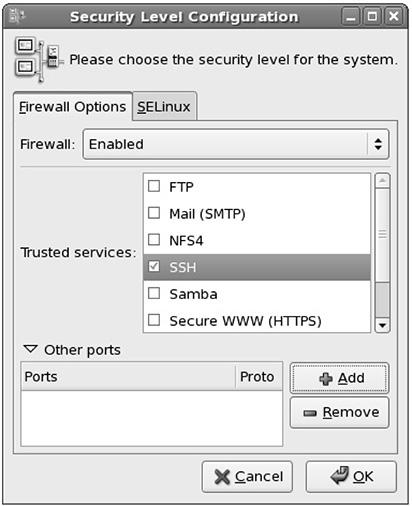 Security Level Configuration
Please choose the security level for the system.
Firewall Options SELinux
Firewall: Enabled
Trusted services:
FTP
Mail (SMTP)
NFS4
SSH
Samba
Secure WWW (HTTPS)
Other ports
Ports Proto
Add
Remove
Cancel OK